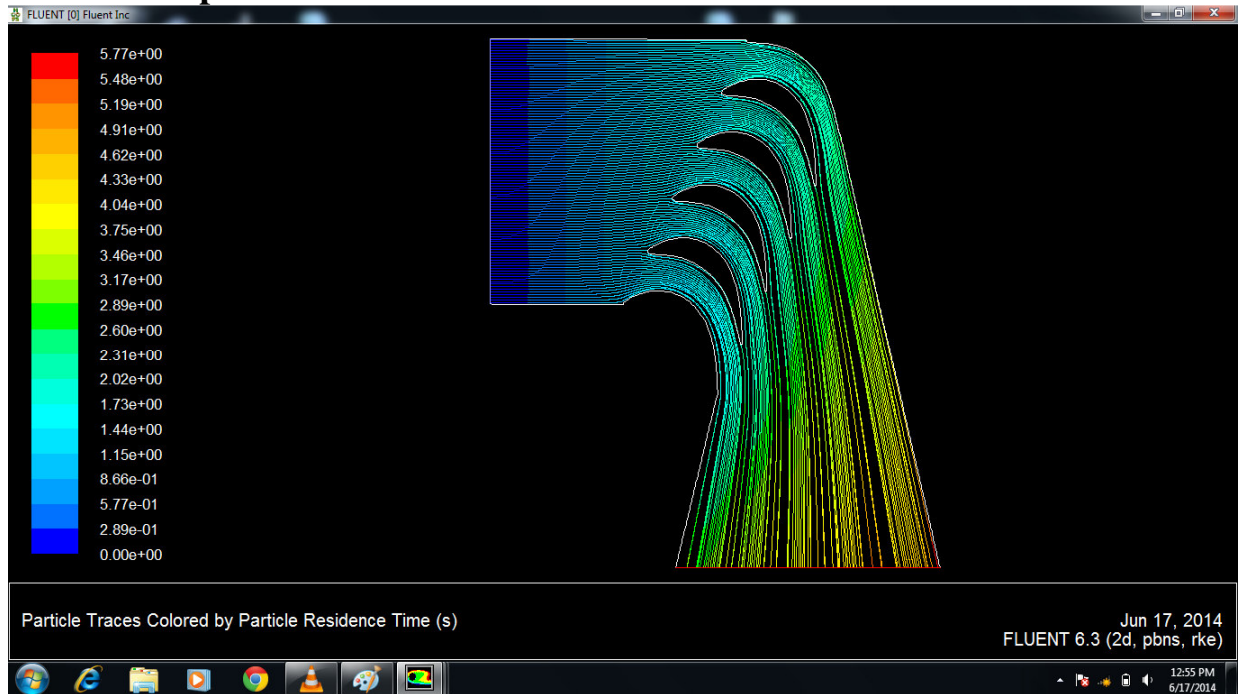 FLUENT [0] Fluent Inc
5.77e+00
5.48e+00
5.19e+00
4.91e+00
4.62e+00
4.33e+00
4.04e+00
3.75e+00
3.46e+00
3.17e+00
2.89e+00
2.60e+00
2.31e+00
2.02e+00
1.73e+00
1.44e+00
1.15e+00
8.66e-01
5.77e-01
2.89e-01
0.00e+00
Particle Traces Colored by Particle Residence Time (s)
Jun 17, 2014
FLUENT 6.3 (2d, pbns, rke)
12:55 PM
6/17/2014